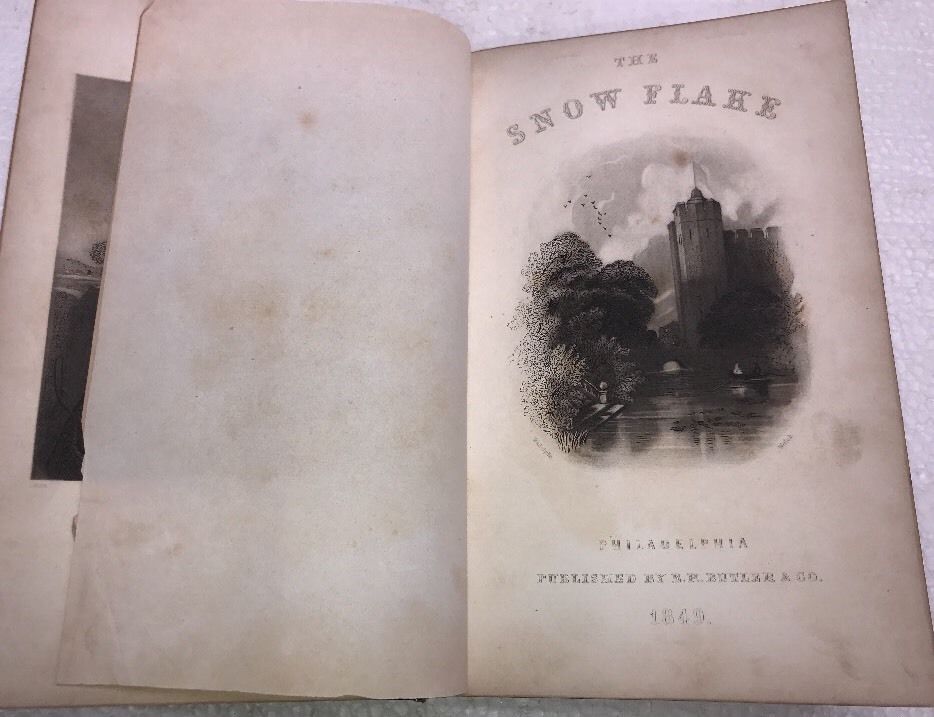 THE
SNOW FLAKE
PHILADELPHIA
PUBLISHED BY E. H. BUTLER & CO.
1849.